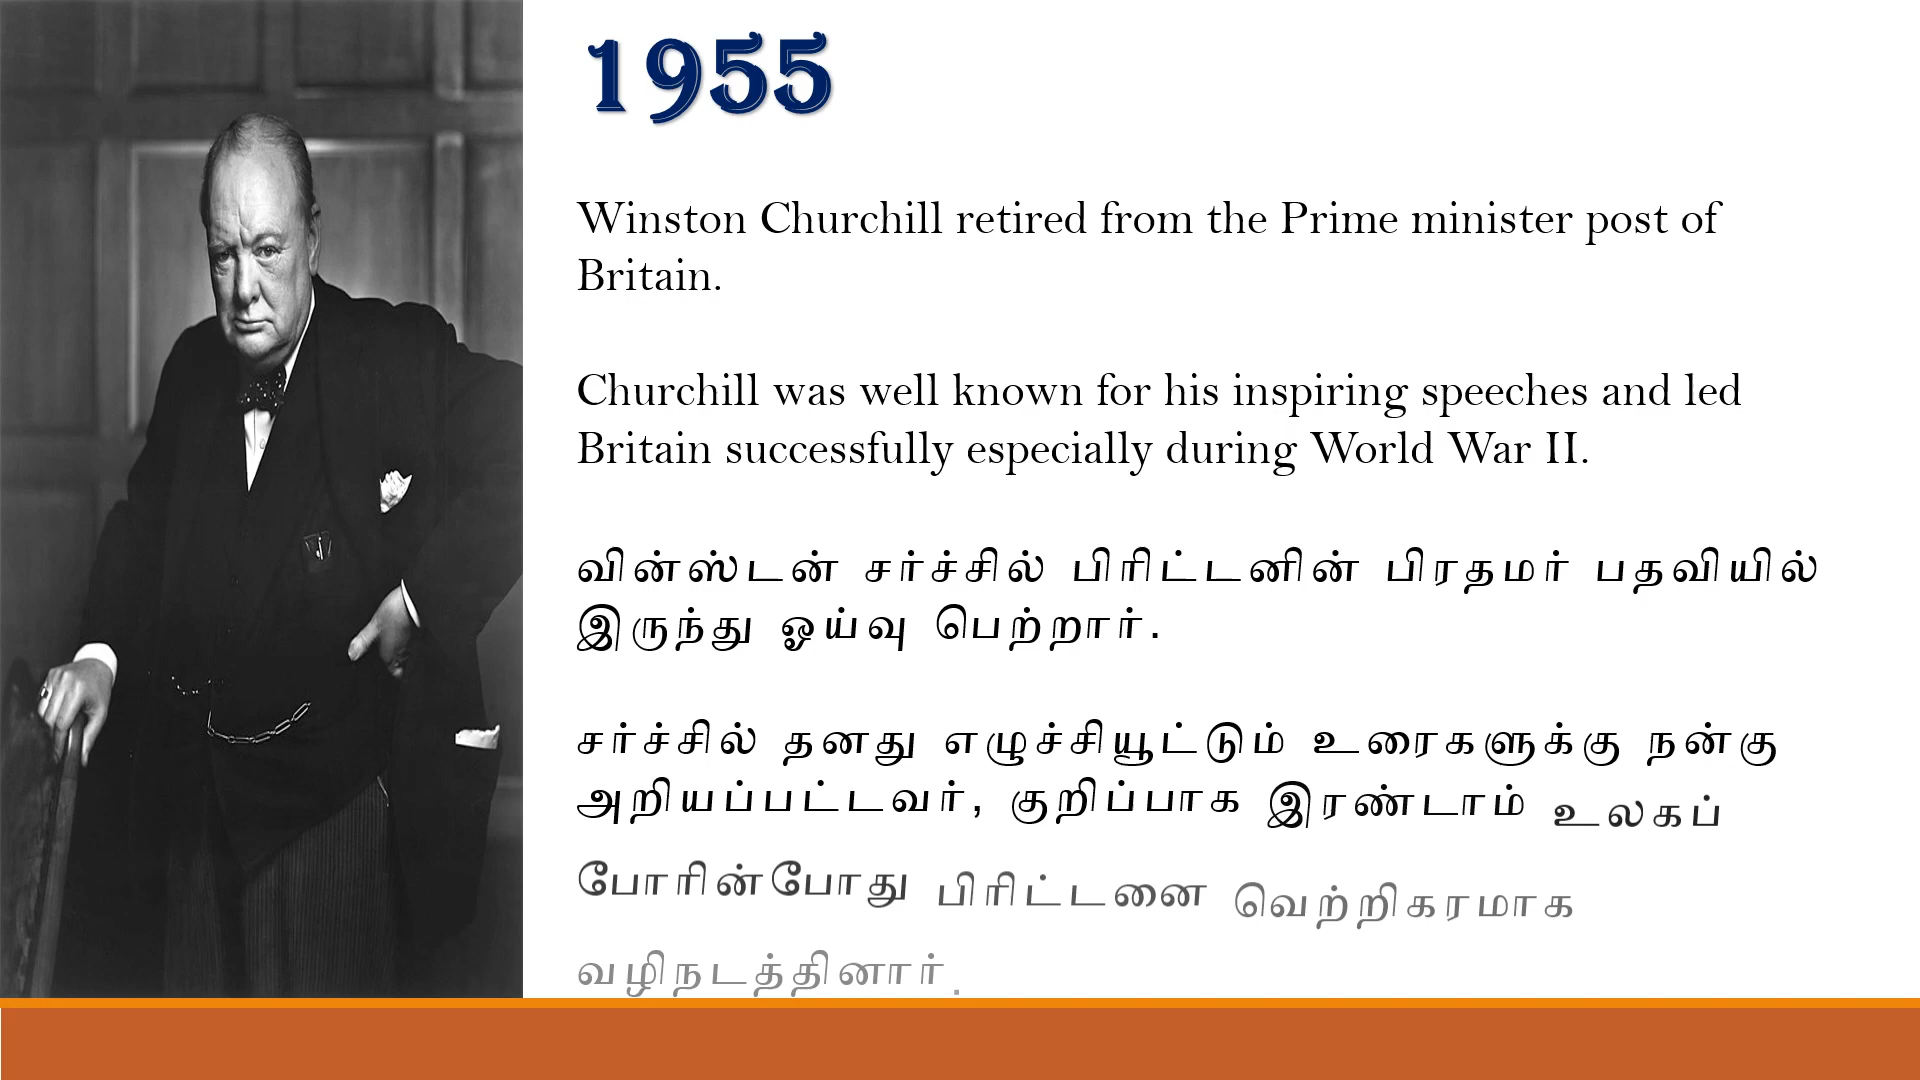 1955
Winston Churchill retired from the Prime minister post of
Britain.
Churchill was well known for his inspiring speeches and led
Britain successfully especially during World War II.
வின்ஸ்டன் சர்ச்சில் பிரிட்டனின் பிரதமர் பதவியில்
இருந்து ஓய்வு பெற்றார்.
சர்ச்சில் தனது எழுச்சியூட்டும் உரைகளுக்கு நன்கு
அறியப்பட்டவர், குறிப்பாக இரண்டாம் உலகப்
போரின்போது பிரிட்டனை வெற்றிகரமாக
வழிநடத்தினார்.